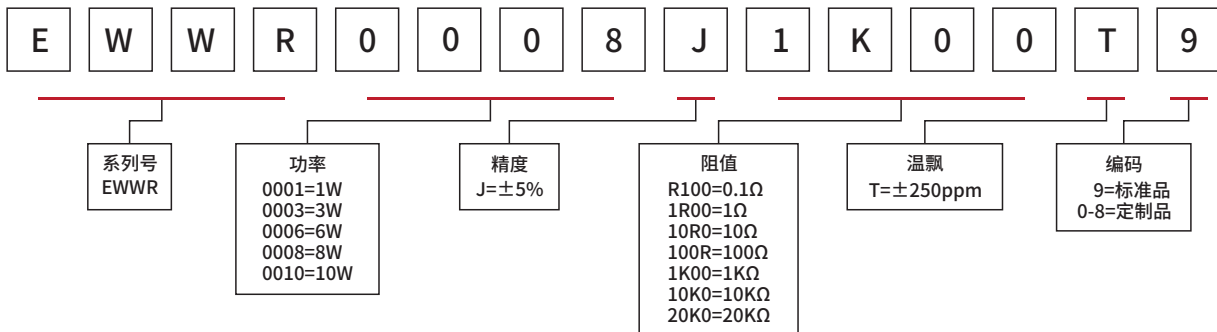 E W W R 0 0 0 8 J 1 K 0 0 T 9
系列号
EWWR
功率
0001=1W
0003=3W
0006=6W
0008=8W
0010=10W
精度
J=±5%
阻值
R100=0.1Ω
1R00=1Ω
10R0=10Ω
100R=100Ω
1K00=1KΩ
10K0=10KΩ
20K0=20KΩ
温飘
T=±250ppm
编码
9=标准品
0-8=定制品